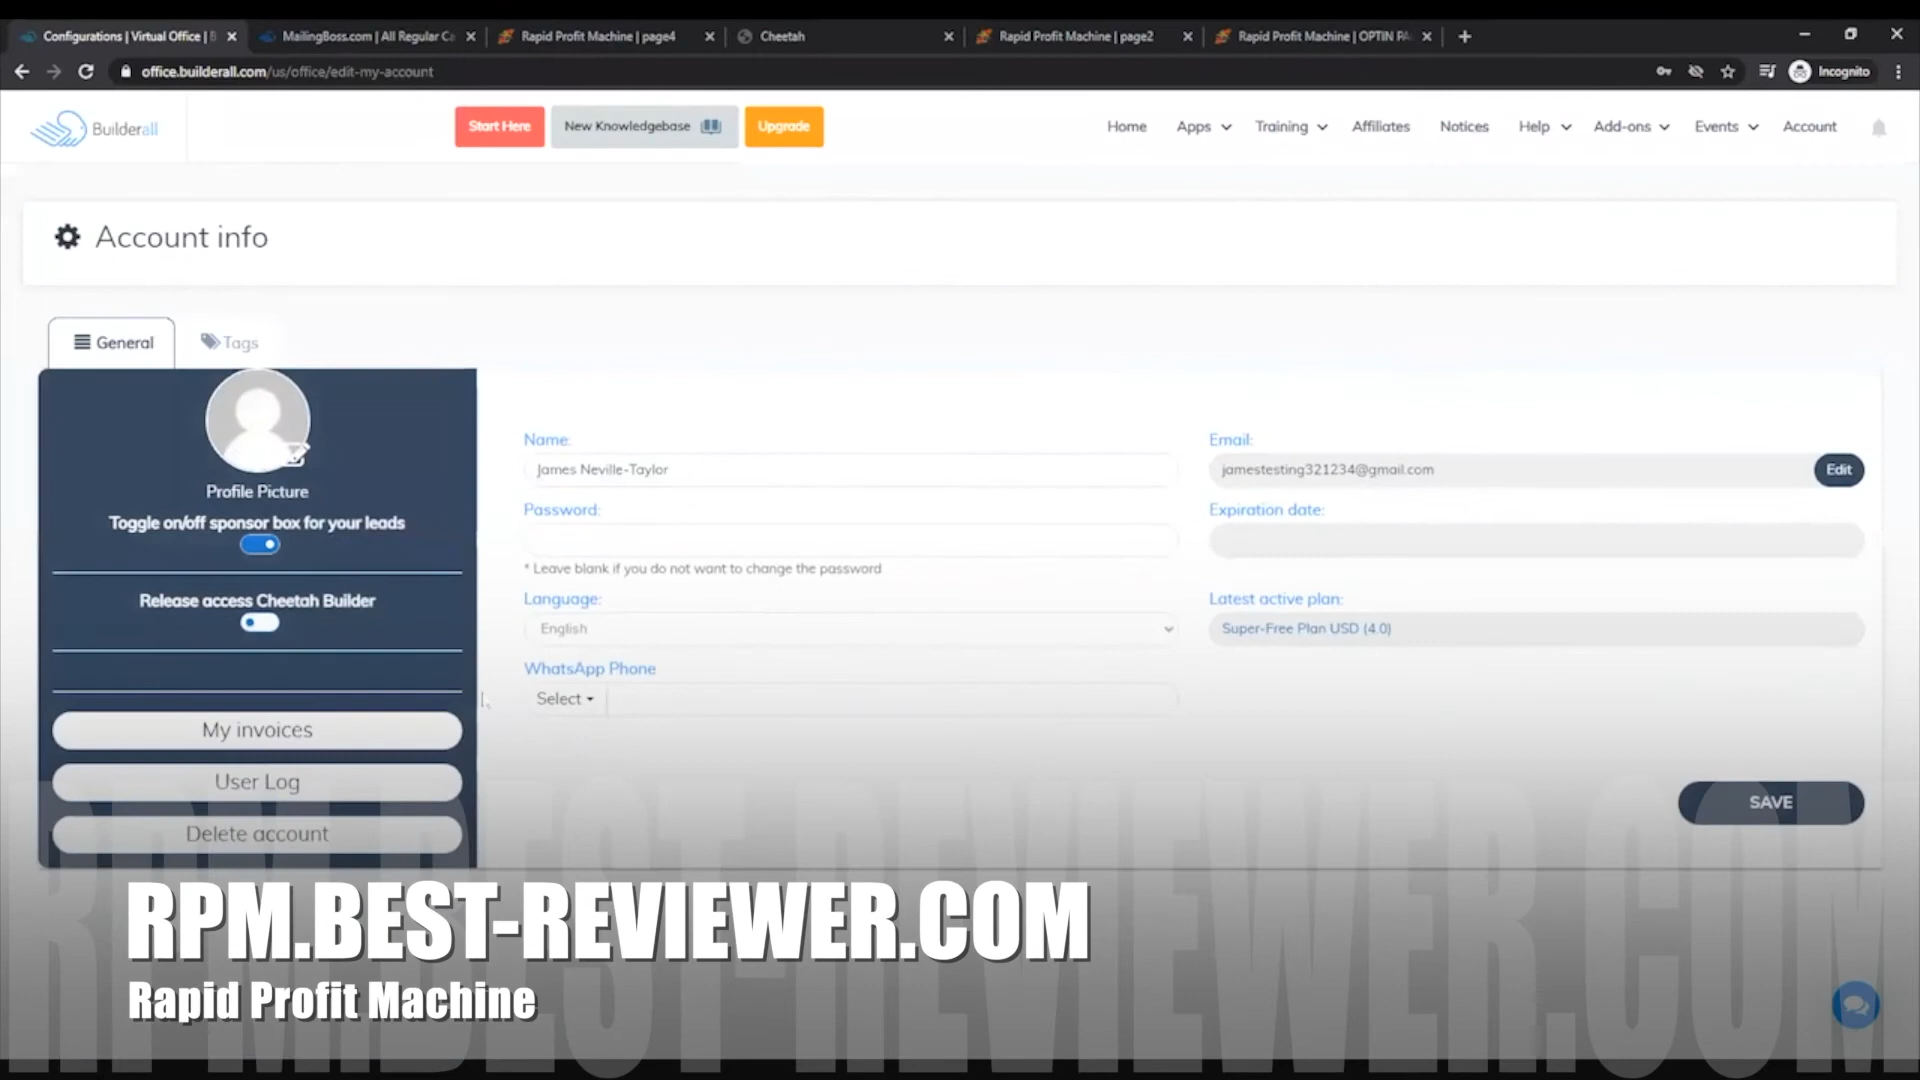 Configurations | Virtual Office | B
MailingBoss.com | All Regular Ca
Rapid Profit Machine | page4
Cheetah
Rapid Profit Machine | page2
Rapid Profit Machine | OPTIN PA
office.builderall.com/us/office/edit-my-account
Incognito
Builderall
Start Here
New Knowledgebase
Upgrade
Home
Apps
Training
Affiliates
Notices
Help
Add-ons
Events
Account
Account info
General
Tags
Profile Picture
Toggle on/off sponsor box for your leads
Release access Cheetah Builder
My invoices
User Log
Delete account
Name:
James Neville-Taylor
Email:
jamestesting321234@gmail.com
Edit
Password:
Expiration date:
* Leave blank if you do not want to change the password
Language:
English
Latest active plan:
Super-Free Plan USD (4.0)
WhatsApp Phone
Select
SAVE
RPM.BEST-REVIEWER.COM
RPM.BEST-REVIEWER.COM
Rapid Profit Machine